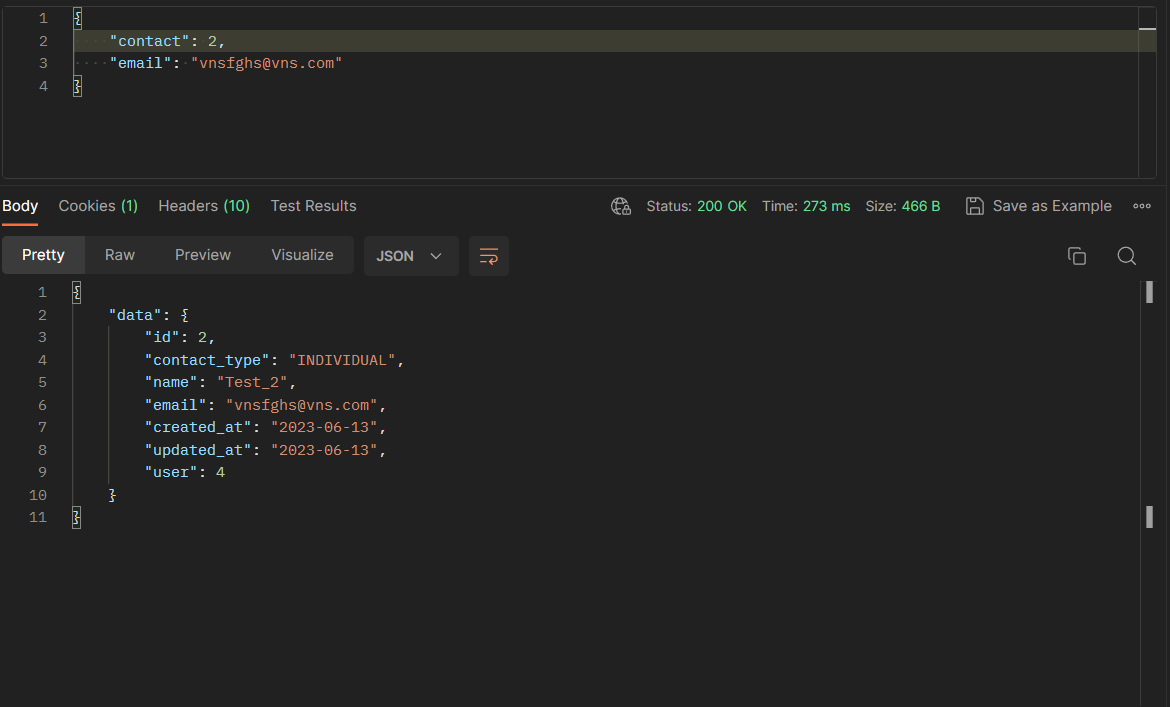 1 {
2 "contact": 2,
3 "email": "vnsfghs@vns.com"
4 }
Body Cookies (1) Headers (10) Test Results Status: 200 OK Time: 273 ms Size: 466 B Save as Example
Pretty Raw Preview Visualize JSON
1 {
2 "data": {
3 "id": 2,
4 "contact_type": "INDIVIDUAL",
5 "name": "Test_2",
6 "email": "vnsfghs@vns.com",
7 "created_at": "2023-06-13",
8 "updated_at": "2023-06-13",
9 "user": 4
10 }
11 }